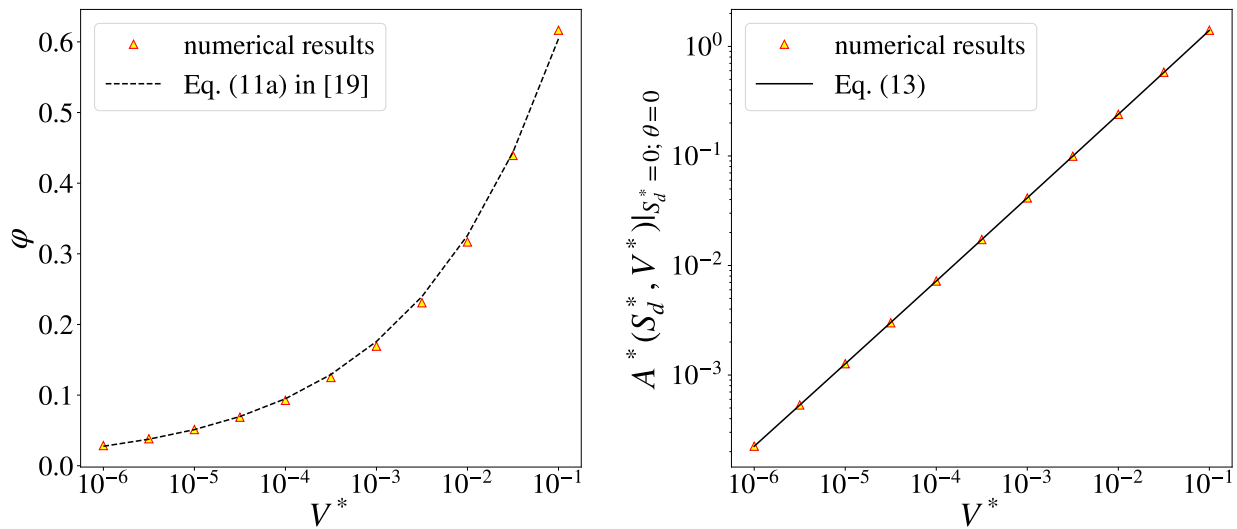 numerical results
Eq. (11a) in [19]
φ
0.6
0.5
0.4
0.3
0.2
0.1
0.0
10⁻⁶ 10⁻⁵ 10⁻⁴ 10⁻³ 10⁻² 10⁻¹
V*
numerical results
Eq. (13)
A*(S_d*, V*)|_{S_d*=0; θ=0}
10⁰
10⁻¹
10⁻²
10⁻³
10⁻⁶ 10⁻⁵ 10⁻⁴ 10⁻³ 10⁻² 10⁻¹
V*